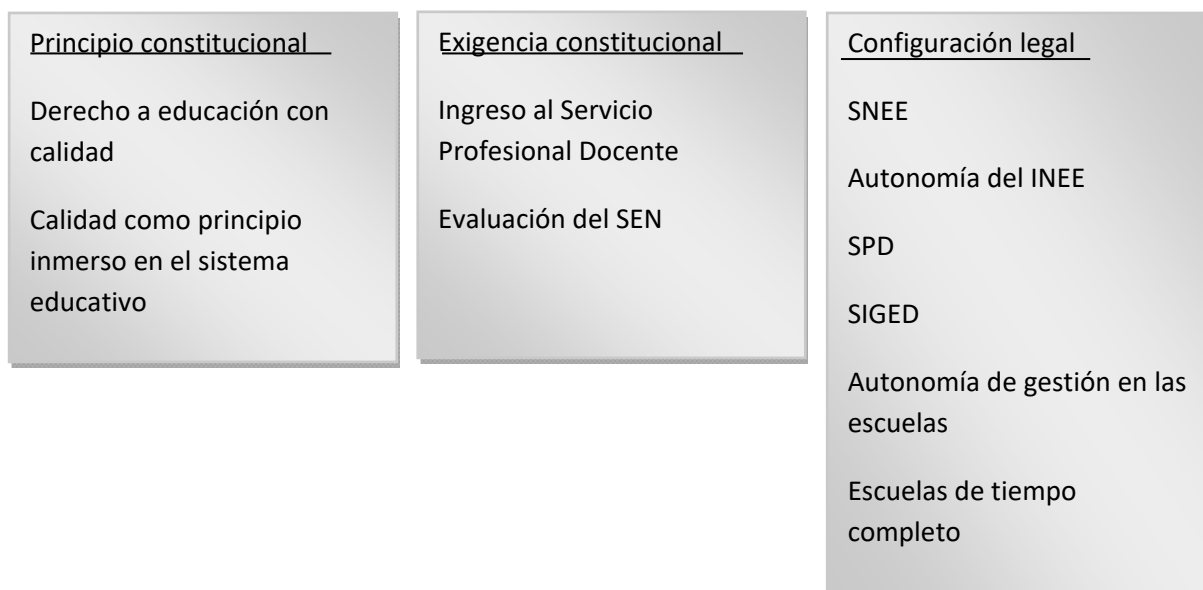 Principio constitucional
Derecho a educación con
calidad
Calidad como principio
inmerso en el sistema
educativo
Exigencia constitucional
Ingreso al Servicio
Profesional Docente
Evaluación del SEN
Configuración legal
SNEE
Autonomía del INEE
SPD
SIGED
Autonomía de gestión en las
escuelas
Escuelas de tiempo
completo